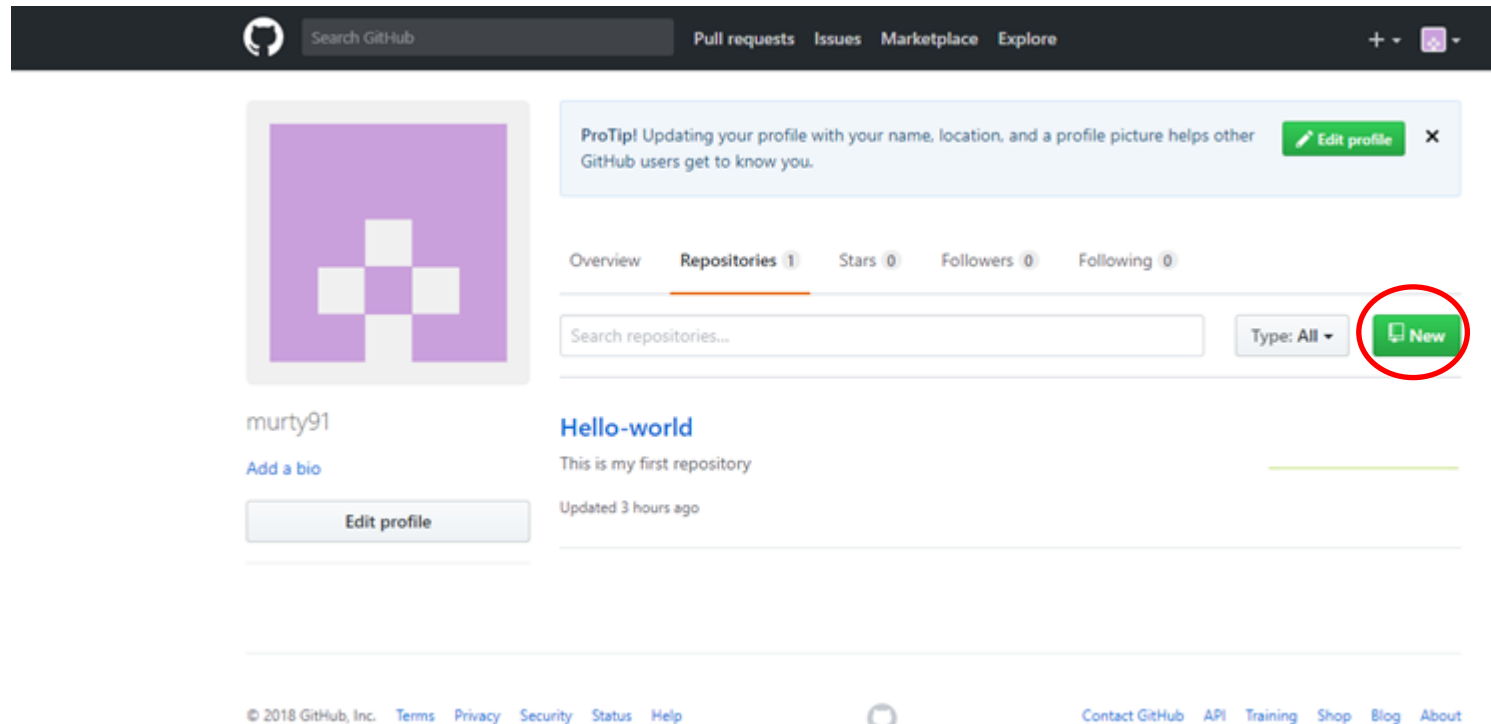 Search GitHub Pull requests Issues Marketplace Explore
ProTip! Updating your profile with your name, location, and a profile picture helps other
GitHub users get to know you.
Edit profile
Overview Repositories 1 Stars 0 Followers 0 Following 0
Search repositories...
Type: All
New
murty91
Add a bio
Edit profile
Hello-world
This is my first repository
Updated 3 hours ago
© 2018 GitHub, Inc. Terms Privacy Security Status Help Contact GitHub API Training Shop Blog About